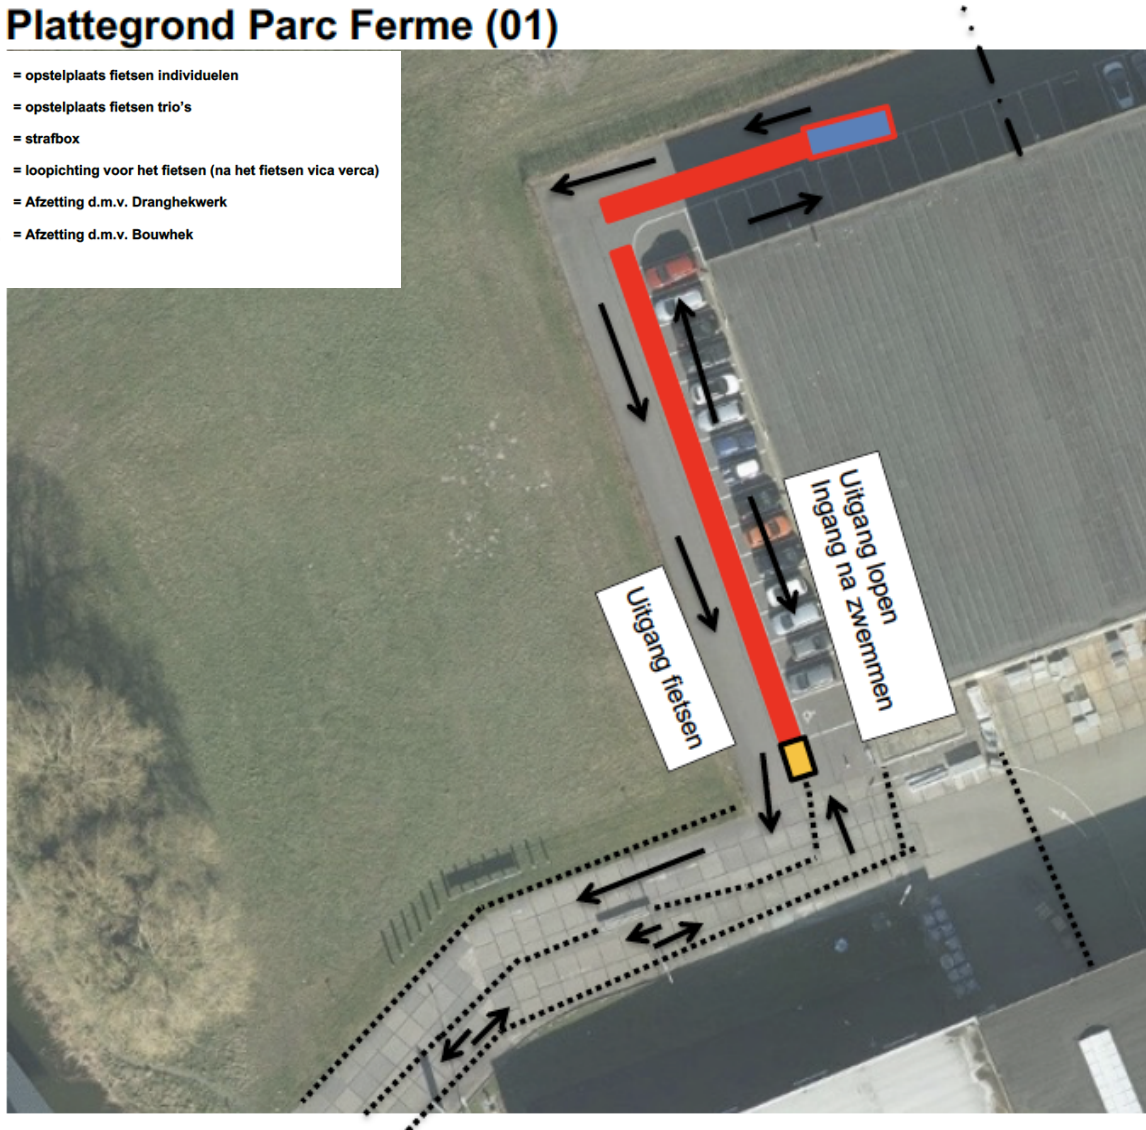 Plattegrond Parc Ferme (01)
= opstelplaats fietsen individuelen
= opstelplaats fietsen trio's
= strafbox
= loopichting voor het fietsen (na het fietsen vica verca)
= Afzetting d.m.v. Dranghekwerk
= Afzetting d.m.v. Bouwhek
Uitgang lopen
Ingang na zwemmen
Uitgang fietsen